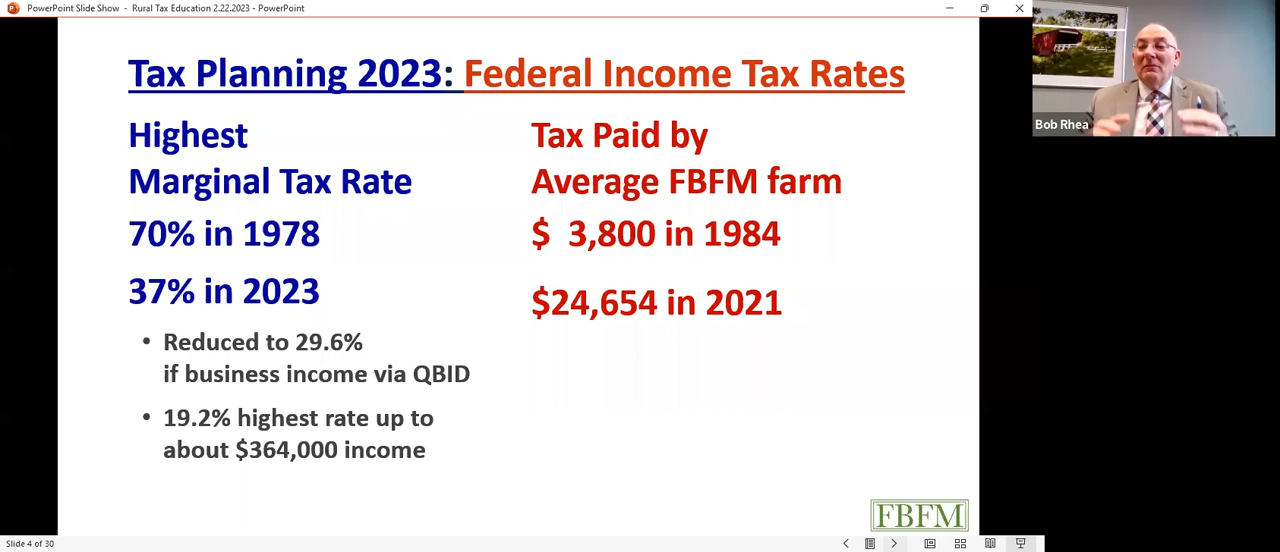 PowerPoint Slide Show - Rural Tax Education 2.22.2023 - PowerPoint
Tax Planning 2023: Federal Income Tax Rates
Highest
Marginal Tax Rate
70% in 1978
37% in 2023
• Reduced to 29.6%
if business income via QBID
• 19.2% highest rate up to
about $364,000 income
Tax Paid by
Average FBFM farm
$ 3,800 in 1984
$24,654 in 2021
FBFM
Bob Rhea
Slide 4 of 30